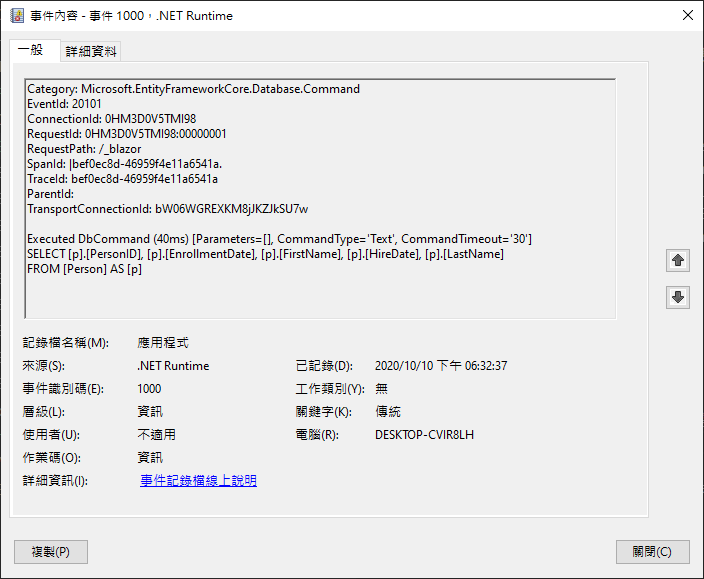 事件內容 - 事件 1000，.NET Runtime
一般
詳細資料
Category: Microsoft.EntityFrameworkCore.Database.Command
EventId: 20101
ConnectionId: 0HM3D0V5TMI98
RequestId: 0HM3D0V5TMI98:00000001
RequestPath: /_blazor
SpanId: |bef0ec8d-46959f4e11a6541a.
TraceId: bef0ec8d-46959f4e11a6541a
ParentId:
TransportConnectionId: bW06WGREXKM8jJKZJkSU7w
Executed DbCommand (40ms) [Parameters=[], CommandType='Text', CommandTimeout='30']
SELECT [p].[PersonID], [p].[EnrollmentDate], [p].[FirstName], [p].[HireDate], [p].[LastName]
FROM [Person] AS [p]
記錄檔名稱(M): 應用程式
來源(S): .NET Runtime 已記錄(D): 2020/10/10 下午 06:32:37
事件識別碼(E): 1000 工作類別(Y): 無
層級(L): 資訊 關鍵字(K): 傳統
使用者(U): 不適用 電腦(R): DESKTOP-CVIR8LH
作業碼(O): 資訊
詳細資訊(I): 事件記錄檔線上說明
複製(P)
關閉(C)